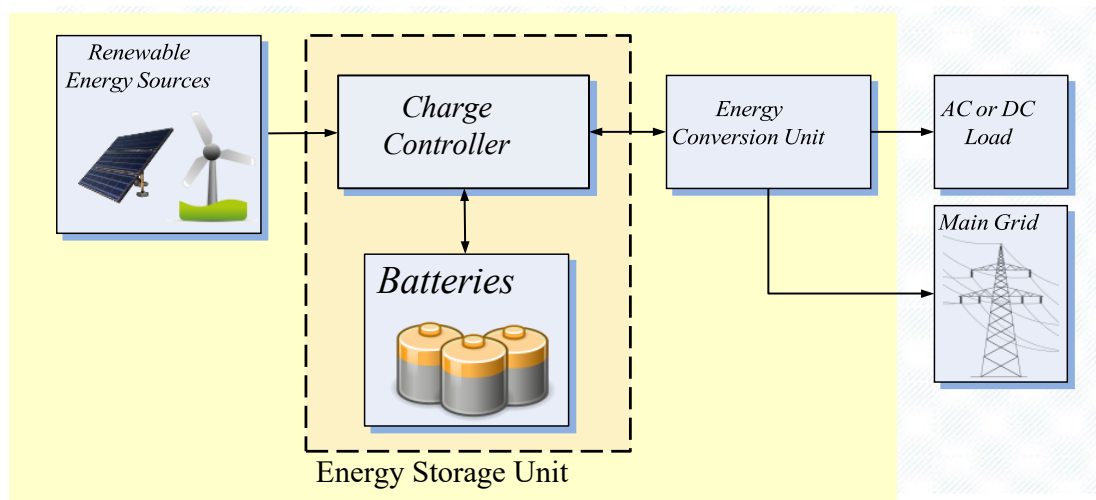 Renewable
Energy Sources
Charge
Controller
Energy
Conversion Unit
AC or DC
Load
Main Grid
Batteries
Energy Storage Unit